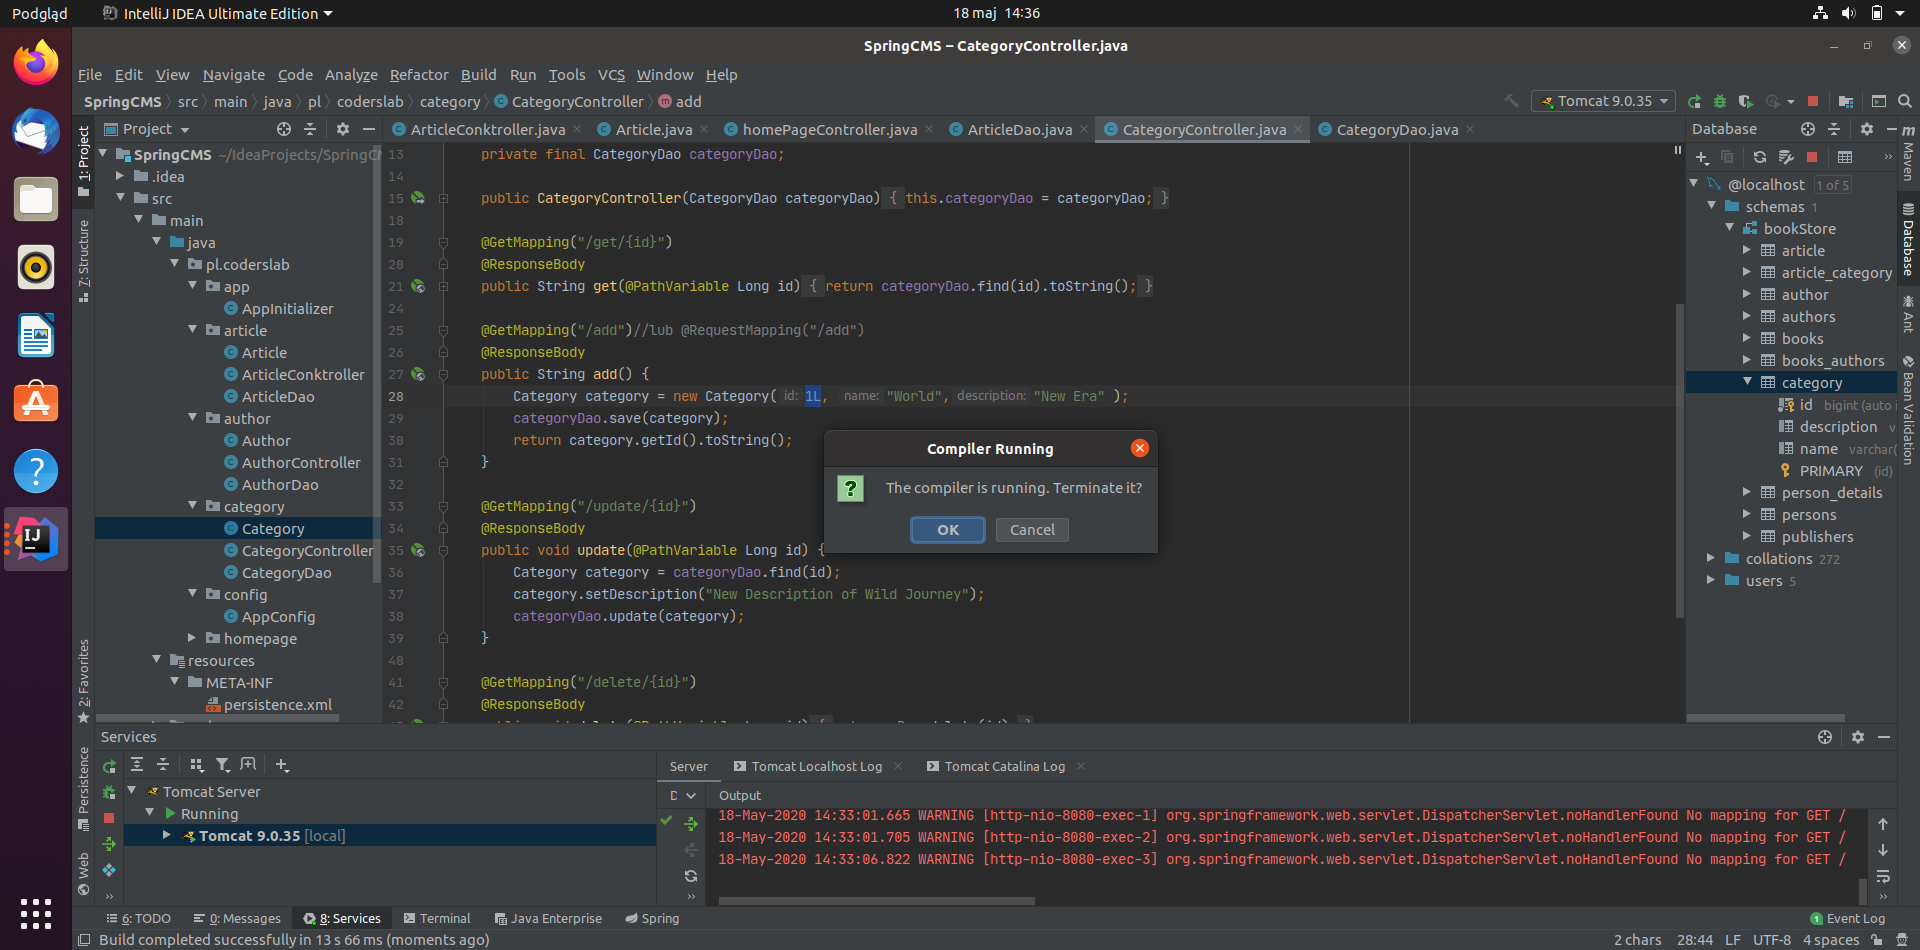 Podgląd
IntelliJ IDEA Ultimate Edition
18 maj 14:36
SpringCMS – CategoryController.java
File Edit View Navigate Code Analyze Refactor Build Run Tools VCS Window Help
SpringCMS src main java pl coderslab category CategoryController add
Tomcat 9.0.35
1: Project
7: Structure
2: Favorites
Persistence
Web
Project
SpringCMS ~/IdeaProjects/SpringCM
.idea
src
main
java
pl.coderslab
app
AppInitializer
article
Article
ArticleConktroller
ArticleDao
author
Author
AuthorController
AuthorDao
category
Category
CategoryController
CategoryDao
config
AppConfig
homepage
resources
META-INF
persistence.xml
ArticleConktroller.java
Article.java
homePageController.java
ArticleDao.java
CategoryController.java
CategoryDao.java
13 private final CategoryDao categoryDao;
14
15 public CategoryController(CategoryDao categoryDao) { this.categoryDao = categoryDao; }
18
19 @GetMapping("/get/{id}")
20 @ResponseBody
21 public String get(@PathVariable Long id) { return categoryDao.find(id).toString(); }
24
25 @GetMapping("/add")//lub @RequestMapping("/add")
26 @ResponseBody
27 public String add() {
28 Category category = new Category( id: 1L, name: "World", description: "New Era" );
29 categoryDao.save(category);
30 return category.getId().toString();
31 }
32
33 @GetMapping("/update/{id}")
34 @ResponseBody
35 public void update(@PathVariable Long id) {
36 Category category = categoryDao.find(id);
37 category.setDescription("New Description of Wild Journey");
38 categoryDao.update(category);
39 }
40
41 @GetMapping("/delete/{id}")
42 @ResponseBody
Compiler Running
The compiler is running. Terminate it?
OK
Cancel
Database
@localhost 1 of 5
schemas 1
bookStore
article
article_category
author
authors
books
books_authors
category
id bigint (auto i
description v
name varchar(
PRIMARY (id)
person_details
persons
publishers
collations 272
users 5
Maven
Database
Ant
Bean Validation
Services
Tomcat Server
Running
Tomcat 9.0.35 [local]
Server
Tomcat Localhost Log
Tomcat Catalina Log
Output
18-May-2020 14:33:01.665 WARNING [http-nio-8080-exec-1] org.springframework.web.servlet.DispatcherServlet.noHandlerFound No mapping for GET /
18-May-2020 14:33:01.705 WARNING [http-nio-8080-exec-2] org.springframework.web.servlet.DispatcherServlet.noHandlerFound No mapping for GET /
18-May-2020 14:33:06.822 WARNING [http-nio-8080-exec-3] org.springframework.web.servlet.DispatcherServlet.noHandlerFound No mapping for GET /
6: TODO
0: Messages
8: Services
Terminal
Java Enterprise
Spring
1 Event Log
Build completed successfully in 13 s 66 ms (moments ago)
2 chars 28:44 LF UTF-8 4 spaces